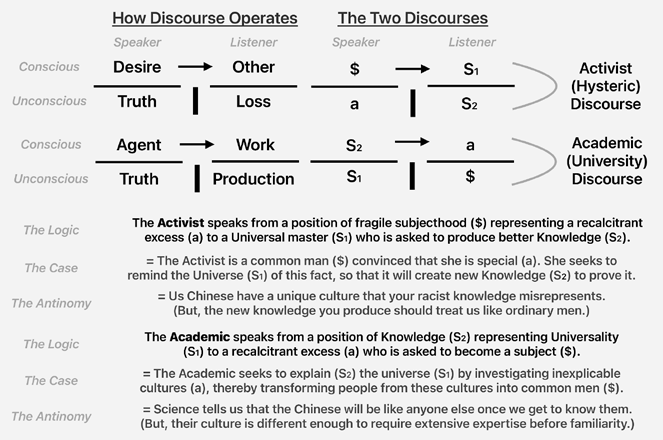 How Discourse Operates The Two Discourses
Speaker Listener Speaker Listener
Conscious Desire Other $ S₁ Activist
(Hysteric)
Unconscious Truth Loss a S₂ Discourse
Conscious Agent Work S₂ a Academic
(University)
Unconscious Truth Production S₁ $ Discourse
The Logic The Activist speaks from a position of fragile subjecthood ($) representing a recalcitrant
excess (a) to a Universal master (S₁) who is asked to produce better Knowledge (S₂).
The Case = The Activist is a common man ($) convinced that she is special (a). She seeks to
remind the Universe (S₁) of this fact, so that it will create new Knowledge (S₂) to prove it.
The Antinomy = Us Chinese have a unique culture that your racist knowledge misrepresents.
(But, the new knowledge you produce should treat us like ordinary men.)
The Logic The Academic speaks from a position of Knowledge (S₂) representing Universality
(S₁) to a recalcitrant excess (a) who is asked to become a subject ($).
The Case = The Academic seeks to explain (S₂) the universe (S₁) by investigating inexplicable
cultures (a), thereby transforming people from these cultures into common men ($).
The Antinomy = Science tells us that the Chinese will be like anyone else once we get to know them.
(But, their culture is different enough to require extensive expertise before familiarity.)